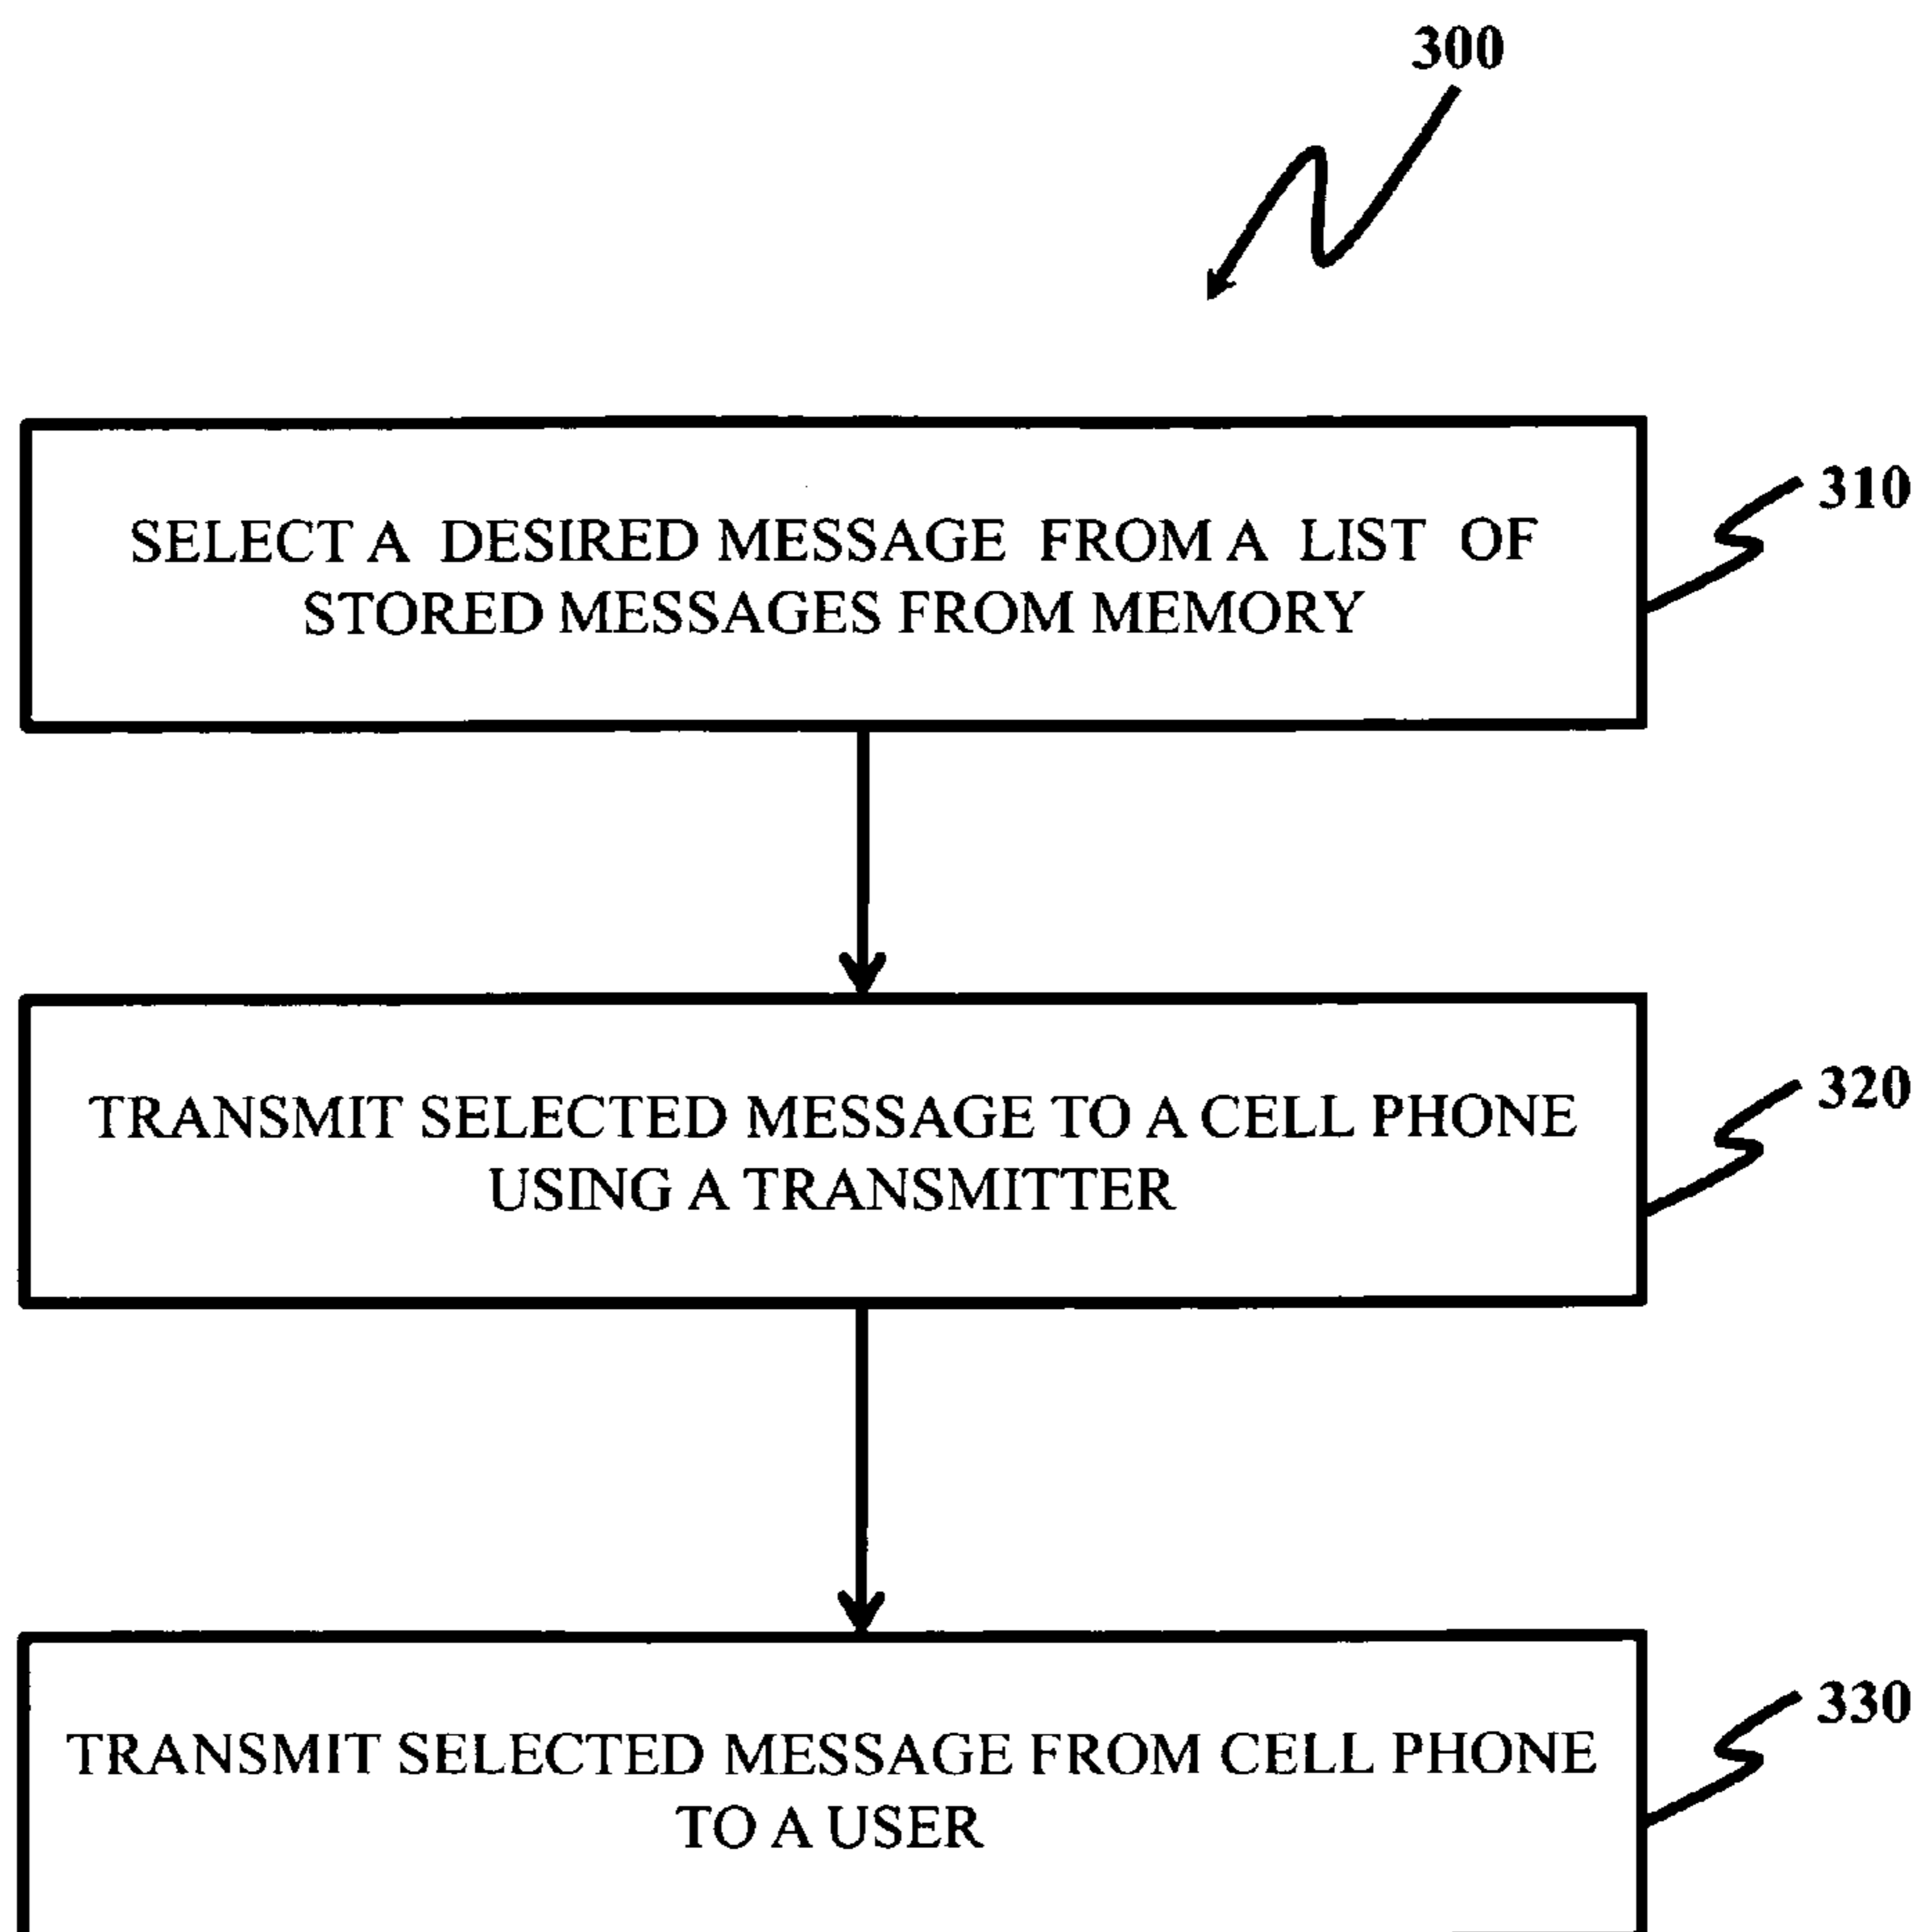 300
310
SELECT A DESIRED MESSAGE FROM A LIST OF
STORED MESSAGES FROM MEMORY
320
TRANSMIT SELECTED MESSAGE TO A CELL PHONE
USING A TRANSMITTER
330
TRANSMIT SELECTED MESSAGE FROM CELL PHONE
TO A USER